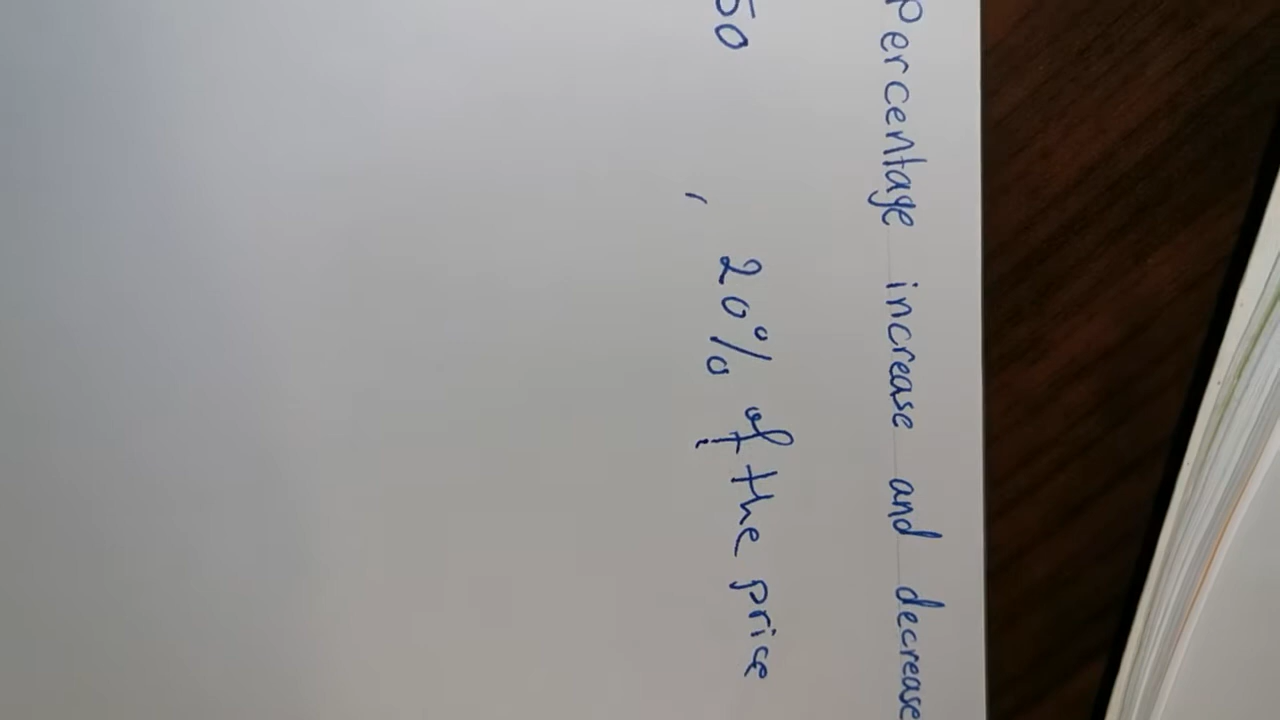 Percentage increase and decrease
50 , 20% of the price